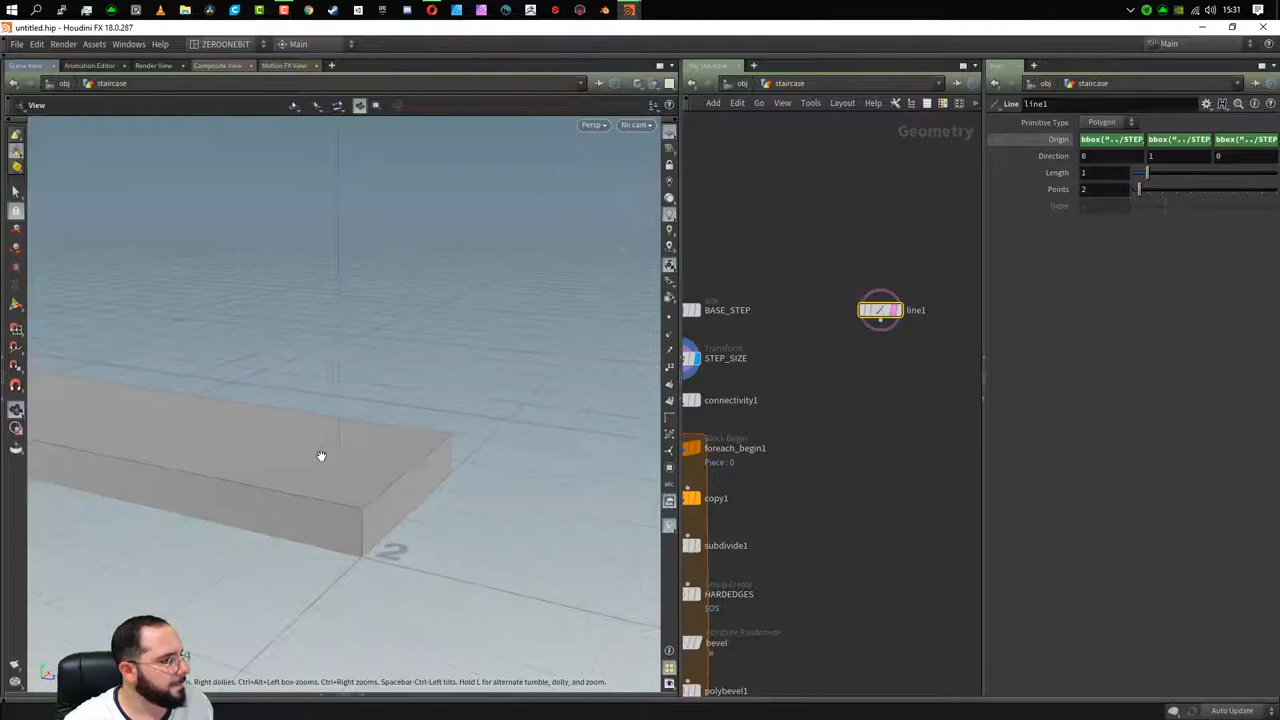 15:31
untitled.hip - Houdini FX 18.0.287
File Edit Render Assets Windows Help ZEROONEBIT Main Main
Scene View Animation Editor Render View Composite View Motion FX View
obj staircase obj staircase obj staircase
View
Add Edit Go View Tools Layout Help
Line line1
Persp No cam
Geometry
Primitive Type Polygon
Origin bbox("../STEP bbox("../STEP bbox("../STEP
Direction 0 1 0
Length 1
Points 2
Order
Box
BASE_STEP
line1
Transform
STEP_SIZE
connectivity1
Block Begin
foreach_begin1
Piece : 0
copy1
subdivide1
Group Create
HARDEDGES
Attribute Randomize
bevel
polybevel1
abc
2
Right dollies. Ctrl+Alt+Left box-zooms. Ctrl+Right zooms. Spacebar-Ctrl-Left tilts. Hold L for alternate tumble, dolly, and zoom.
Auto Update